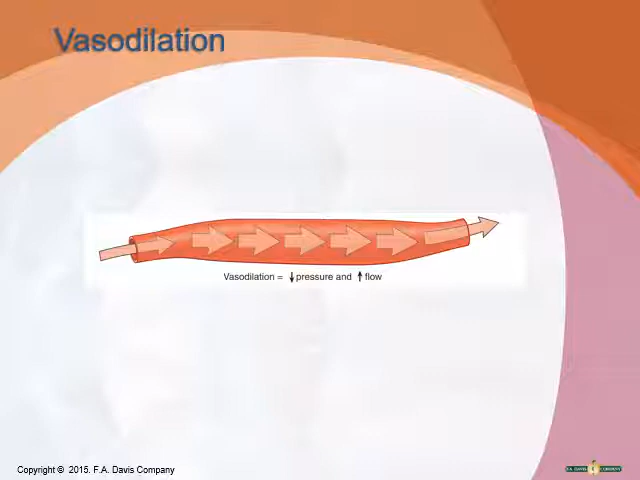 Vasodilation
Vasodilation = ↓ pressure and ↑ flow
Copyright © 2015. F.A. Davis Company